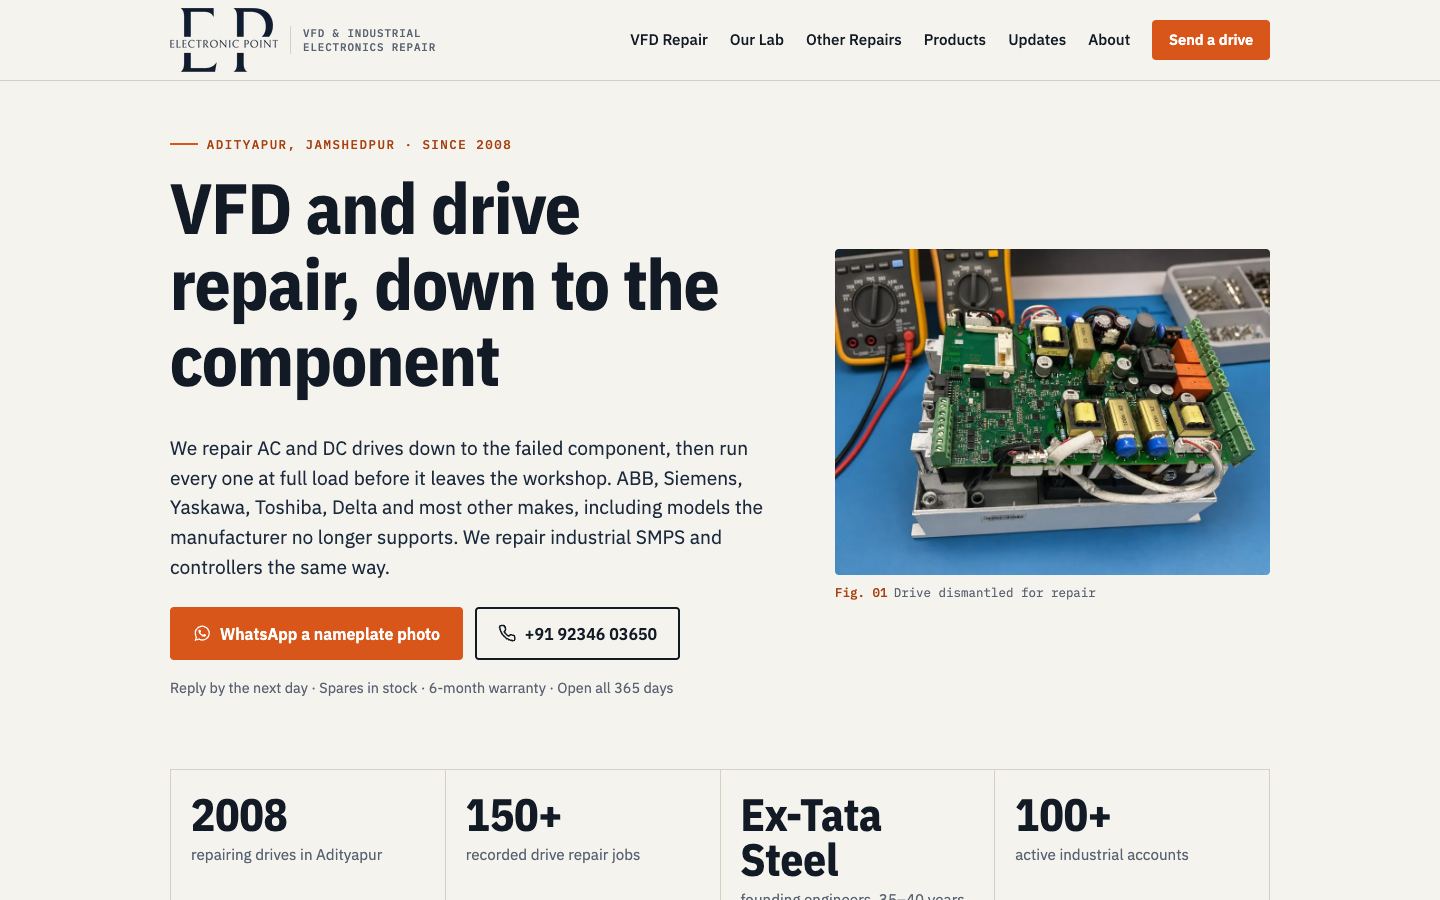 EP
ELECTRONIC POINT
VFD & INDUSTRIAL
ELECTRONICS REPAIR
VFD Repair
Our Lab
Other Repairs
Products
Updates
About
Send a drive
ADITYAPUR, JAMSHEDPUR · SINCE 2008
VFD and drive
repair, down to the
component
We repair AC and DC drives down to the failed component, then run
every one at full load before it leaves the workshop. ABB, Siemens,
Yaskawa, Toshiba, Delta and most other makes, including models the
manufacturer no longer supports. We repair industrial SMPS and
controllers the same way.
WhatsApp a nameplate photo
+91 92346 03650
Reply by the next day · Spares in stock · 6-month warranty · Open all 365 days
Fig. 01 Drive dismantled for repair
2008
repairing drives in Adityapur
150+
recorded drive repair jobs
Ex-Tata
Steel
founding engineers, 35–40 years
100+
active industrial accounts